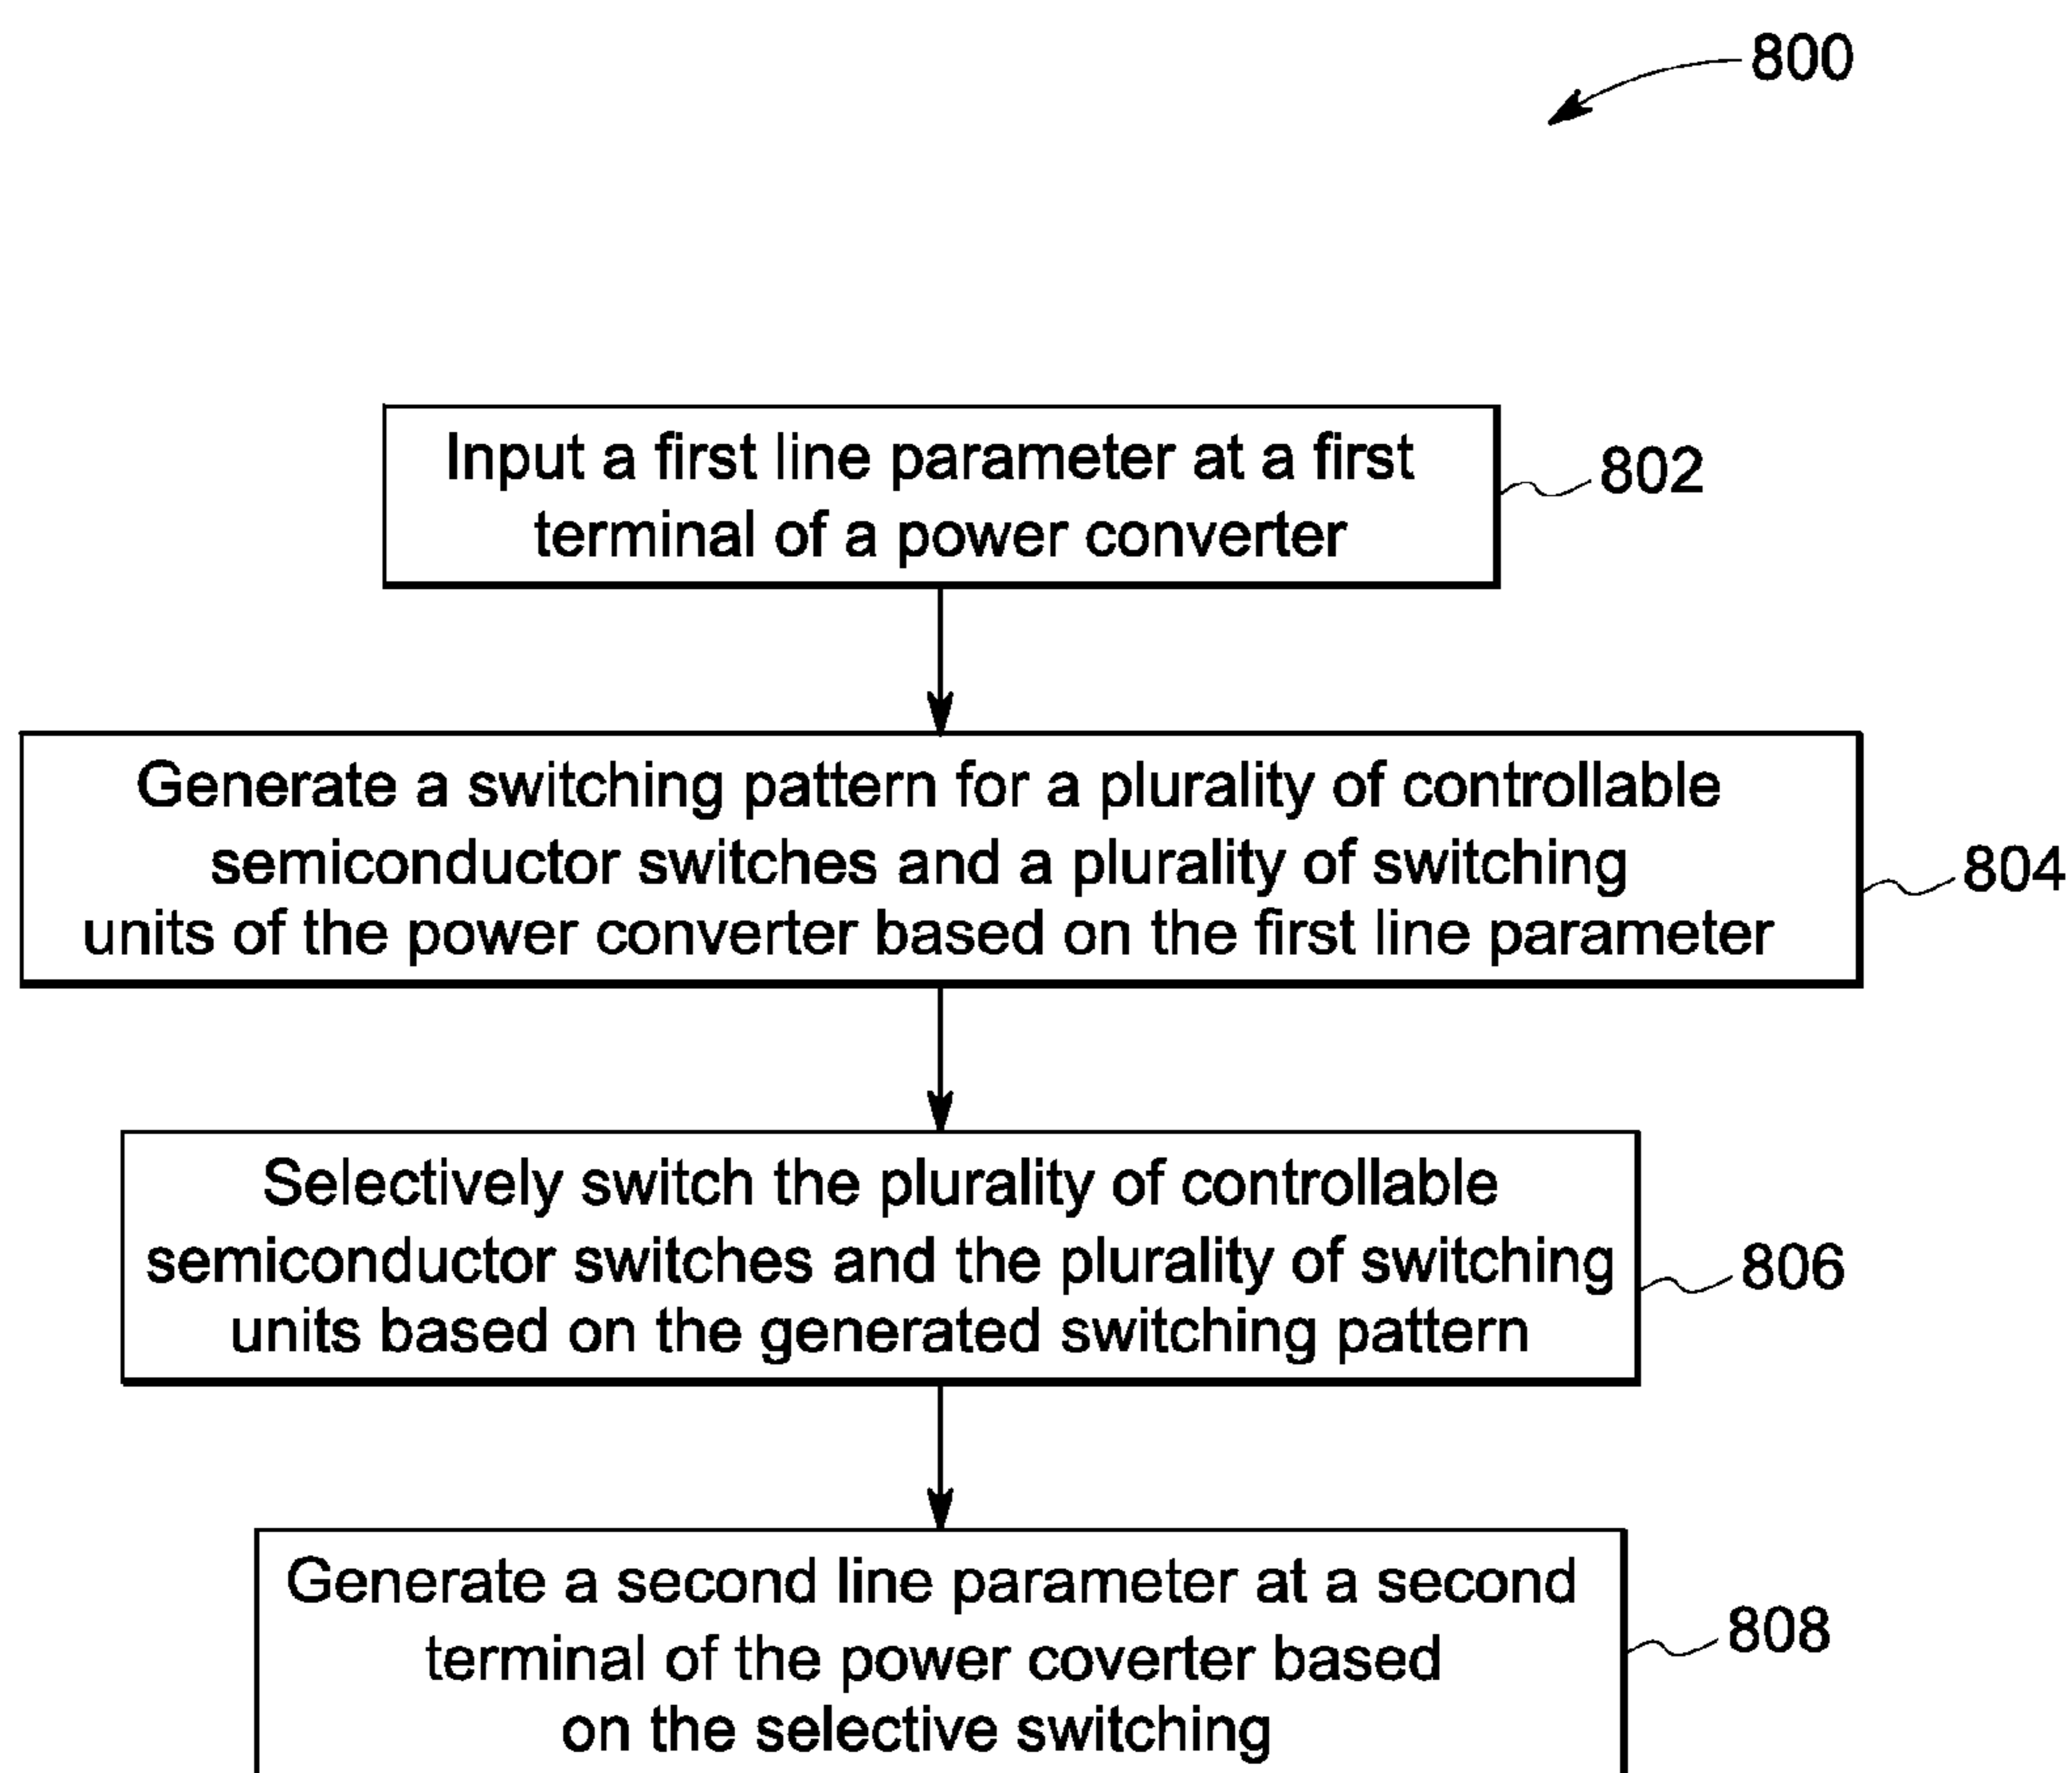 800
Input a first line parameter at a first
terminal of a power converter
802
Generate a switching pattern for a plurality of controllable
semiconductor switches and a plurality of switching
units of the power converter based on the first line parameter
804
Selectively switch the plurality of controllable
semiconductor switches and the plurality of switching
units based on the generated switching pattern
806
Generate a second line parameter at a second
terminal of the power coverter based
on the selective switching
808